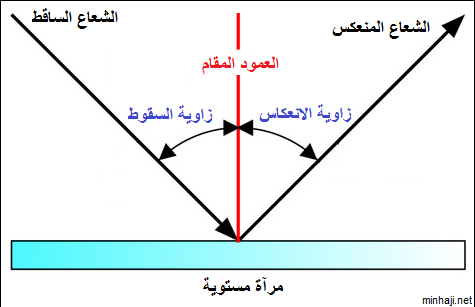 الشعاع الساقط
الشعاع المنعكس
العمود المقام
زاوية الانعكاس
زاوية السقوط
مرآة مستوية
minhaji.net